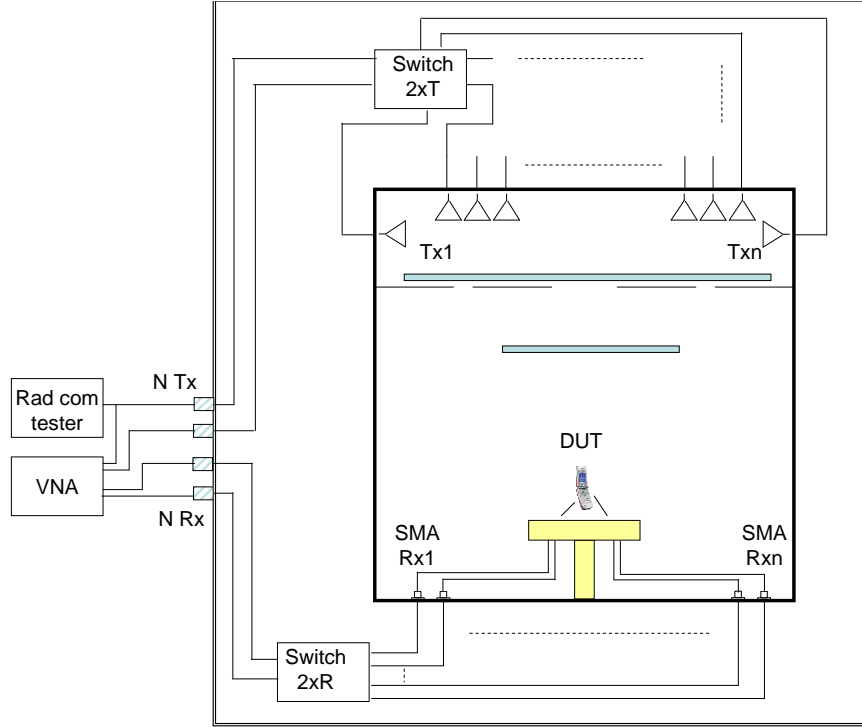 Switch
2xT
Tx1
Txn
N Tx
Rad com
tester
DUT
VNA
N Rx
SMA
Rx1
SMA
Rxn
Switch
2xR